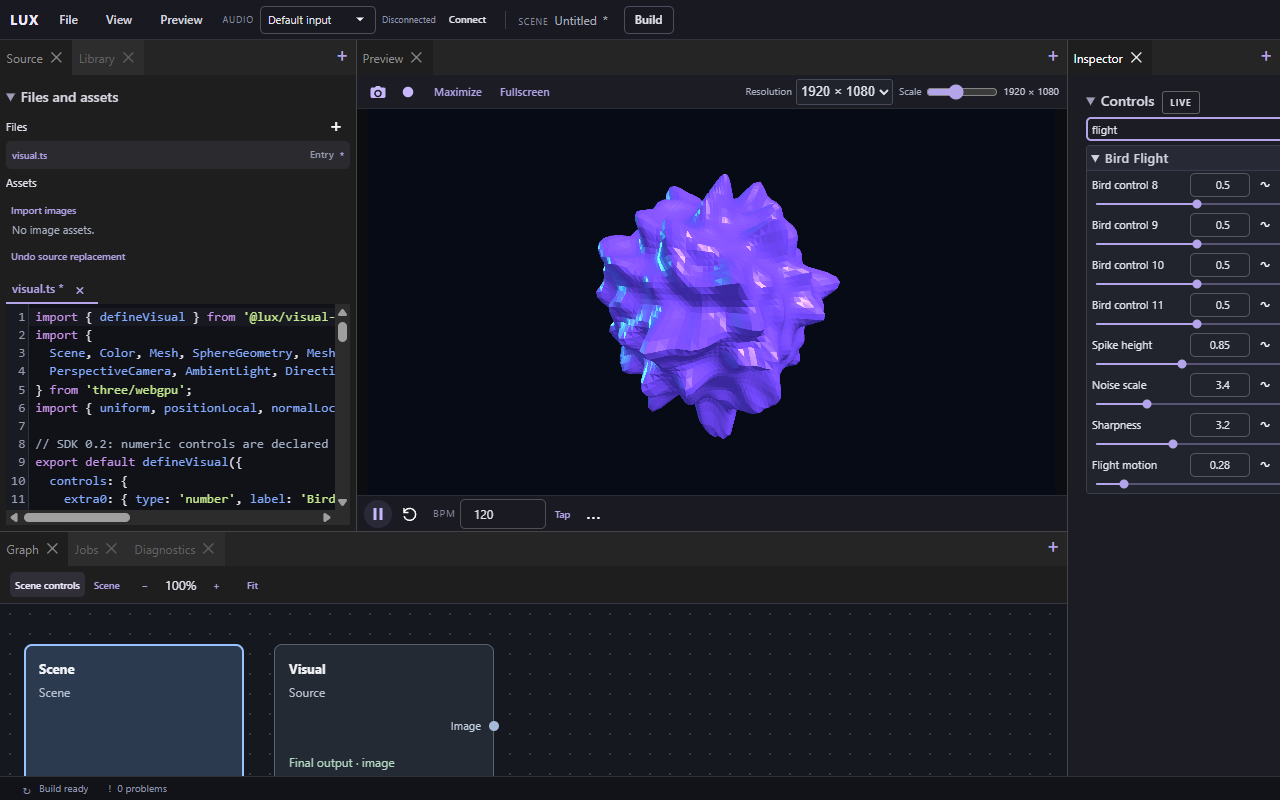 LUX File View Preview AUDIO Default input Disconnected Connect SCENE Untitled * Build
Source Library
Files and assets
Files
visual.ts Entry *
Assets
Import images
No image assets.
Undo source replacement
visual.ts *
1 import { defineVisual } from '@lux/visual-
2 import {
3 Scene, Color, Mesh, SphereGeometry, Mesh
4 PerspectiveCamera, AmbientLight, Directi
5 } from 'three/webgpu';
6 import { uniform, positionLocal, normalLoc
7
8 // SDK 0.2: numeric controls are declared
9 export default defineVisual({
10 controls: {
11 extra0: { type: 'number', label: 'Bird
Preview
Maximize Fullscreen Resolution 1920 × 1080 Scale 1920 × 1080
BPM 120 Tap ...
Inspector
Controls LIVE
flight
Bird Flight
Bird control 8 0.5
Bird control 9 0.5
Bird control 10 0.5
Bird control 11 0.5
Spike height 0.85
Noise scale 3.4
Sharpness 3.2
Flight motion 0.28
Graph Jobs Diagnostics
Scene controls Scene − 100% + Fit
Scene
Scene
Visual
Source
Image
Final output · image
Build ready ! 0 problems